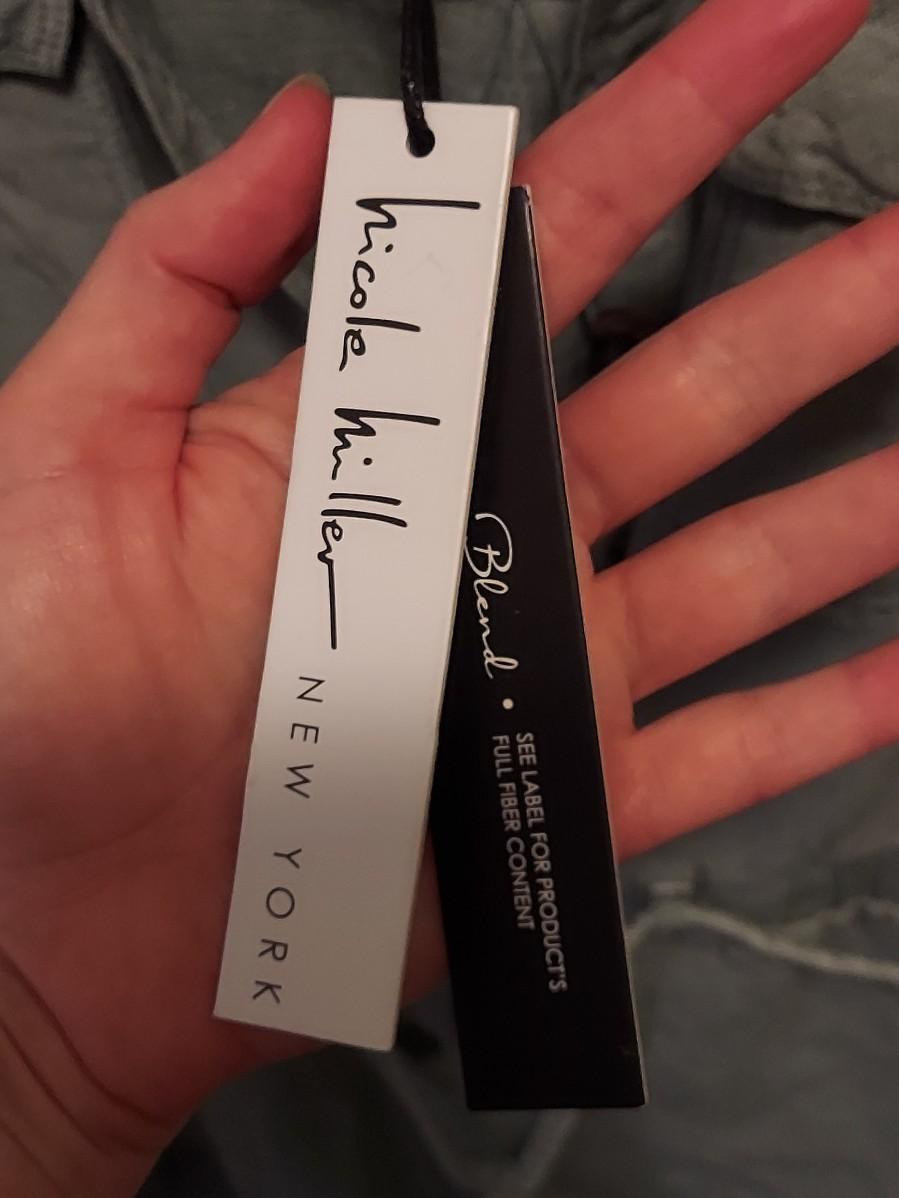 Nicole Miller
NEW YORK
Blend •
SEE LABEL FOR PRODUCT'S
FULL FIBER CONTENT